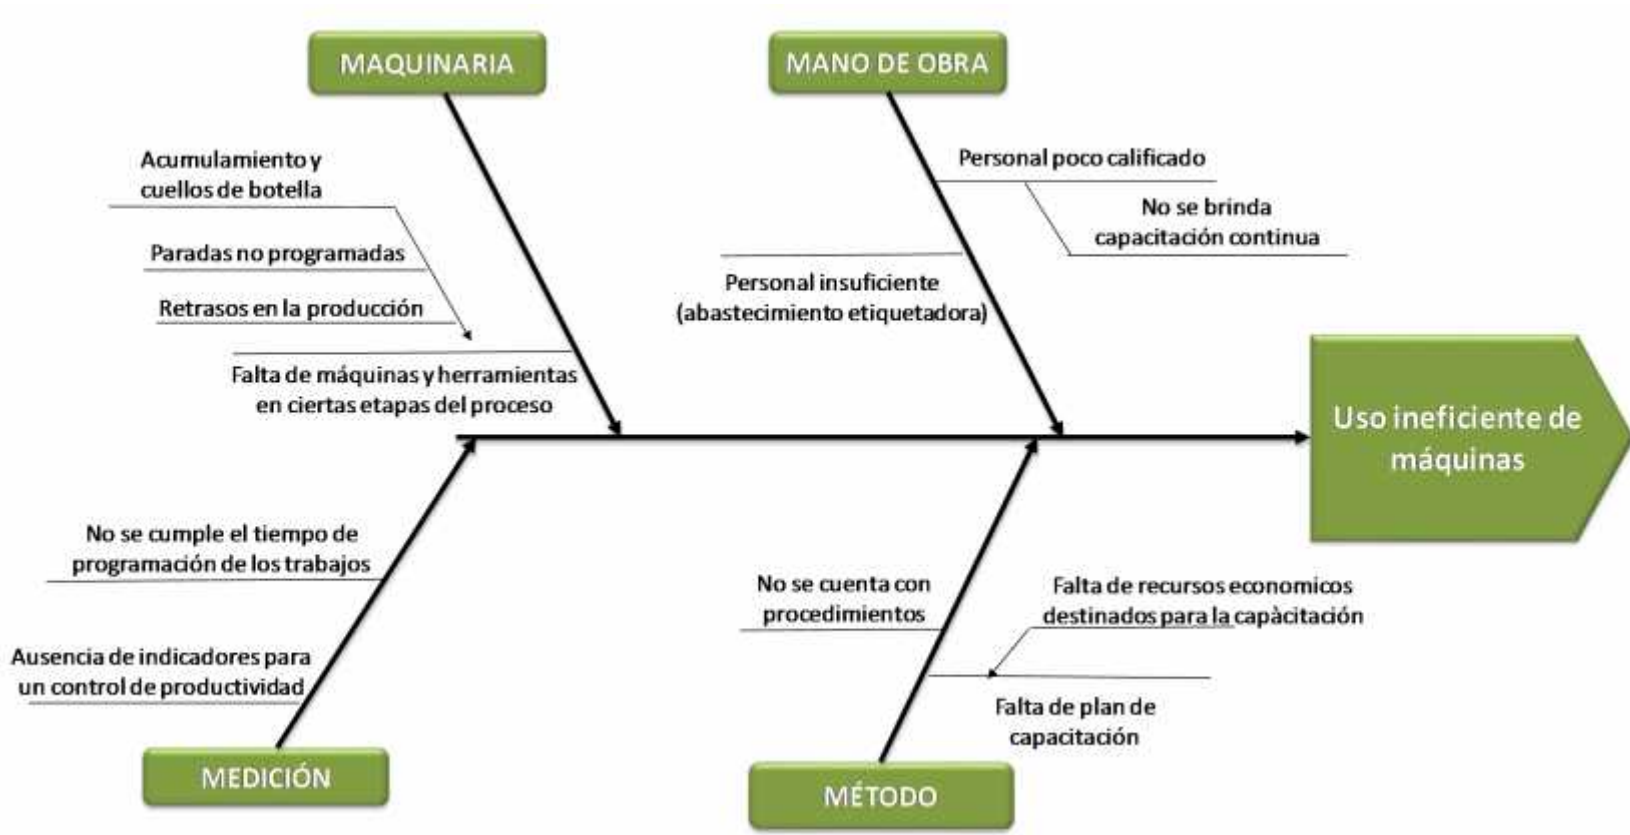 MAQUINARIA
MANO DE OBRA
Acumulamiento y
cuellos de botella
Paradas no programadas
Retrasos en la producción
Falta de máquinas y herramientas
en ciertas etapas del proceso
Personal poco calificado
No se brinda
capacitación continua
Personal insuficiente
(abastecimiento etiquetadora)
Uso ineficiente de
máquinas
No se cumple el tiempo de
programación de los trabajos
Ausencia de indicadores para
un control de productividad
No se cuenta con
procedimientos
Falta de recursos economicos
destinados para la capàcitación
Falta de plan de
capacitación
MEDICIÓN
MÉTODO